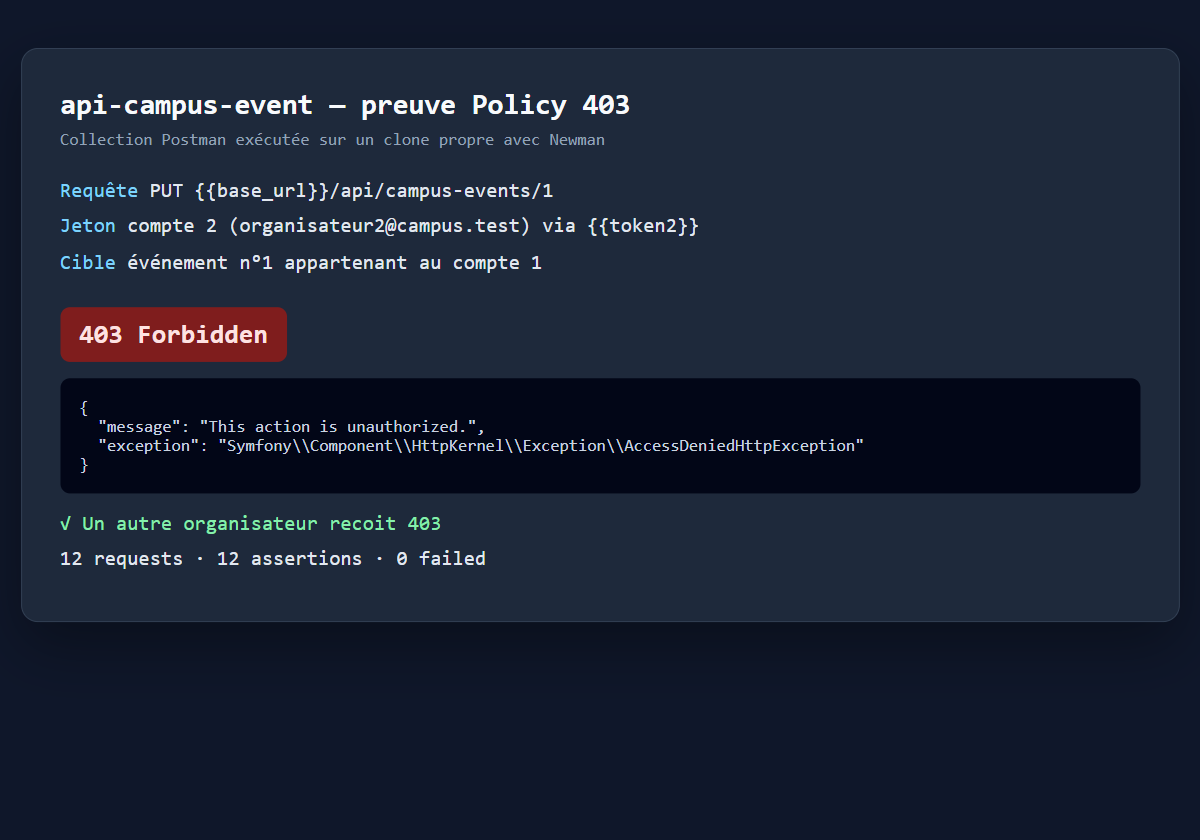 api-campus-event — preuve Policy 403
Collection Postman exécutée sur un clone propre avec Newman
Requête PUT {{base_url}}/api/campus-events/1
Jeton compte 2 (organisateur2@campus.test) via {{token2}}
Cible événement n°1 appartenant au compte 1
403 Forbidden
{
  "message": "This action is unauthorized.",
  "exception": "Symfony\\Component\\HttpKernel\\Exception\\AccessDeniedHttpException"
}
√ Un autre organisateur recoit 403
12 requests · 12 assertions · 0 failed